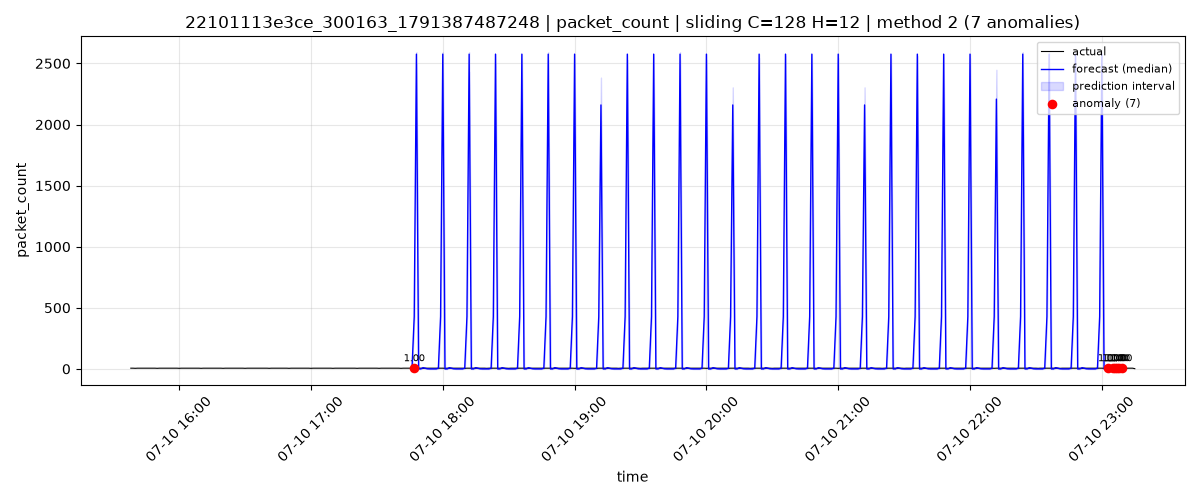 22101113e3ce_300163_1791387487248 | packet_count | sliding C=128 H=12 | method 2 (7 anomalies)
actual
forecast (median)
prediction interval
anomaly (7)
2500
2000
1500
1000
500
0
packet_count
1.00
07-10 16:00
07-10 17:00
07-10 18:00
07-10 19:00
07-10 20:00
07-10 21:00
07-10 22:00
07-10 23:00
time